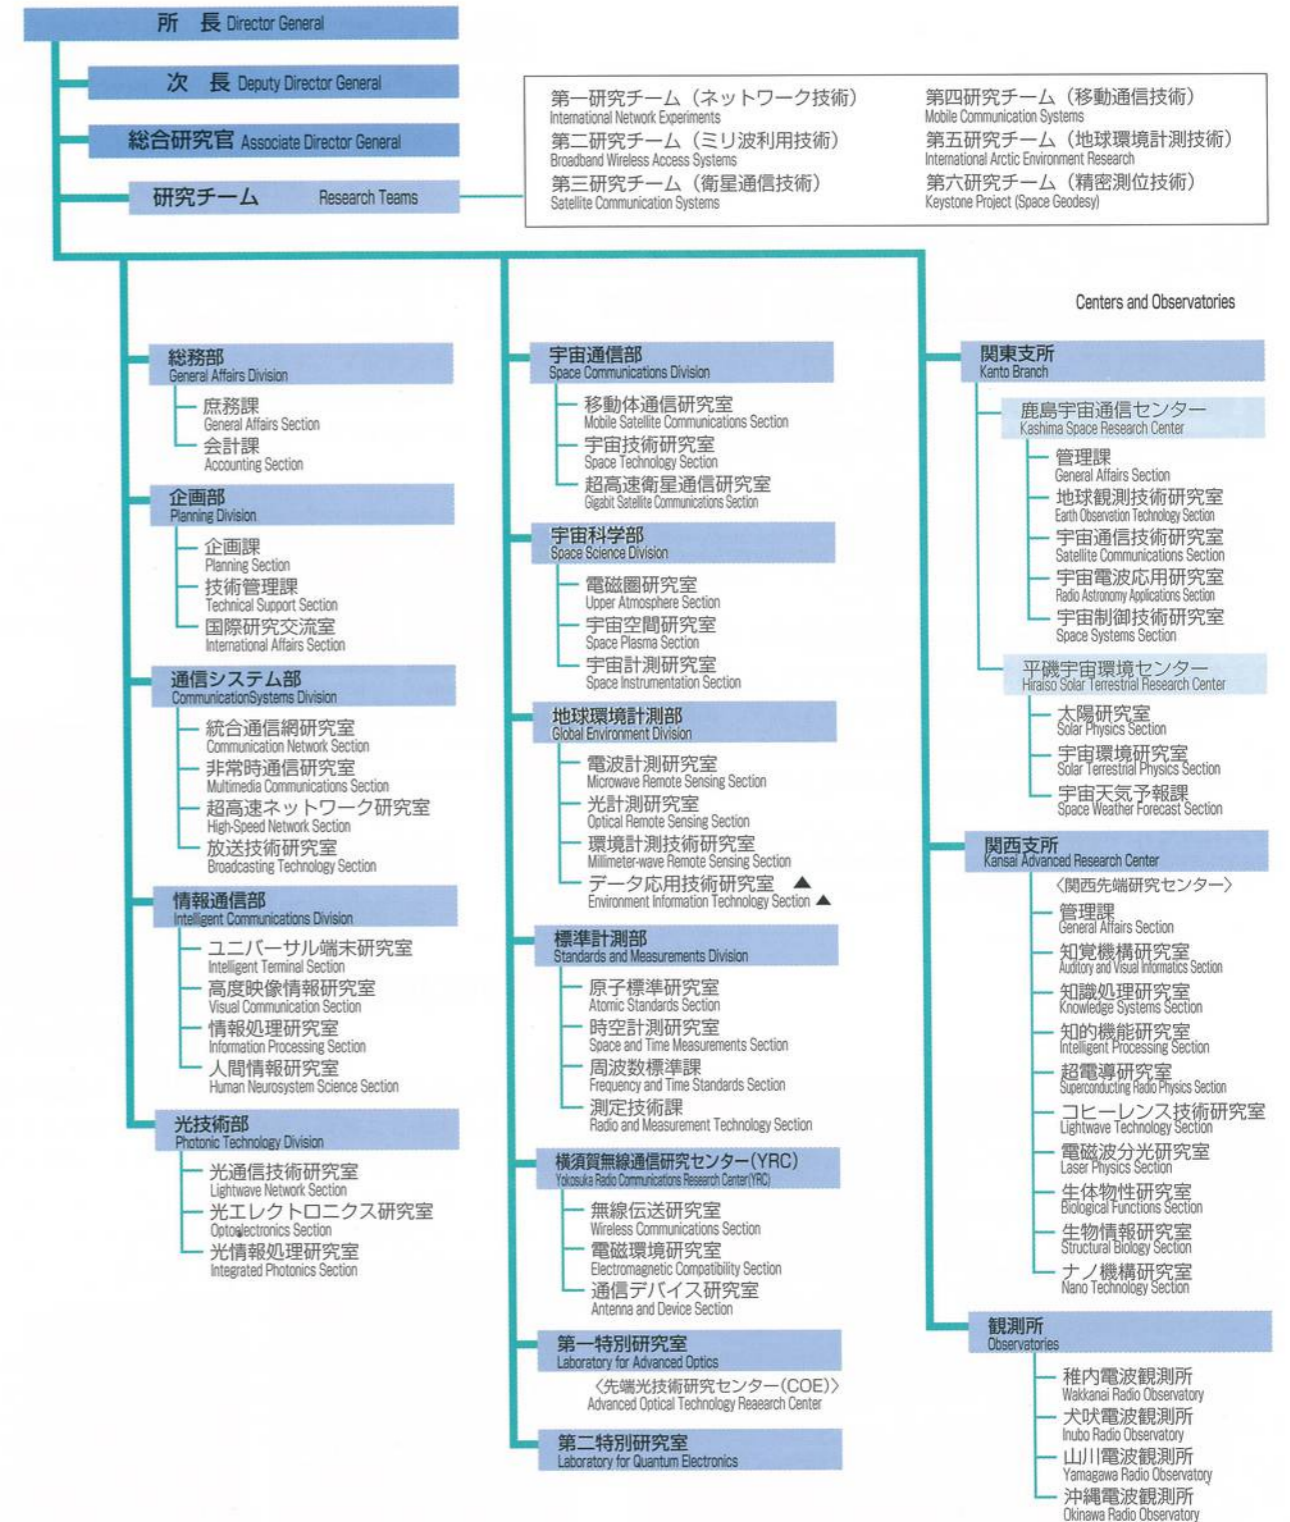 所 長 Director General
次 長 Deputy Director General
総合研究官 Associate Director General
研究チーム Research Teams
第一研究チーム（ネットワーク技術）
International Network Experiments
第二研究チーム（ミリ波利用技術）
Broadband Wireless Access Systems
第三研究チーム（衛星通信技術）
Satellite Communication Systems
第四研究チーム（移動通信技術）
Mobile Communication Systems
第五研究チーム（地球環境計測技術）
International Arctic Environment Research
第六研究チーム（精密測位技術）
Keystone Project (Space Geodesy)
総務部
General Affairs Division
庶務課
General Affairs Section
会計課
Accounting Section
企画部
Planning Division
企画課
Planning Section
技術管理課
Technical Support Section
国際研究交流室
International Affairs Section
通信システム部
CommunicationSystems Division
統合通信網研究室
Communication Network Section
非常時通信研究室
Multimedia Communications Section
超高速ネットワーク研究室
High-Speed Network Section
放送技術研究室
Broadcasting Technology Section
情報通信部
Intelligent Communications Division
ユニバーサル端末研究室
Intelligent Terminal Section
高度映像情報研究室
Visual Communication Section
情報処理研究室
Information Processing Section
人間情報研究室
Human Neurosystem Science Section
光技術部
Photonic Technology Division
光通信技術研究室
Lightwave Network Section
光エレクトロニクス研究室
Optoelectronics Section
光情報処理研究室
Integrated Photonics Section
宇宙通信部
Space Communications Division
移動体通信研究室
Mobile Satellite Communications Section
宇宙技術研究室
Space Technology Section
超高速衛星通信研究室
Gigabit Satellite Communications Section
宇宙科学部
Space Science Division
電磁圏研究室
Upper Atmosphere Section
宇宙空間研究室
Space Plasma Section
宇宙計測研究室
Space Instrumentation Section
地球環境計測部
Global Environment Division
電波計測研究室
Microwave Remote Sensing Section
光計測研究室
Optical Remote Sensing Section
環境計測技術研究室
Millimeter-wave Remote Sensing Section
データ応用技術研究室 ▲
Environment Information Technology Section ▲
標準計測部
Standards and Measurements Division
原子標準研究室
Atomic Standards Section
時空計測研究室
Space and Time Measurements Section
周波数標準課
Frequency and Time Standards Section
測定技術課
Radio and Measurement Technology Section
横須賀無線通信研究センター(YRC)
Yokosuka Radio Communications Research Center(YRC)
無線伝送研究室
Wireless Communications Section
電磁環境研究室
Electromagnetic Compatibility Section
通信デバイス研究室
Antenna and Device Section
第一特別研究室
Laboratory for Advanced Optics
〈先端光技術研究センター(COE)〉
Advanced Optical Technology Reaearch Center
第二特別研究室
Laboratory for Quantum Electronics
Centers and Observatories
関東支所
Kanto Branch
鹿島宇宙通信センター
Kashima Space Research Center
管理課
General Affairs Section
地球観測技術研究室
Earth Observation Technology Section
宇宙通信技術研究室
Satellite Communications Section
宇宙電波応用研究室
Radio Astronomy Applications Section
宇宙制御技術研究室
Space Systems Section
平磯宇宙環境センター
Hiraiso Solar Terrestrial Research Center
太陽研究室
Solar Physics Section
宇宙環境研究室
Solar Terrestrial Physics Section
宇宙天気予報課
Space Weather Forecast Section
関西支所
Kansai Advanced Research Center
〈関西先端研究センター〉
管理課
General Affairs Section
知覚機構研究室
Auditory and Visual Informatics Section
知識処理研究室
Knowledge Systems Section
知的機能研究室
Intelligent Processing Section
超電導研究室
Superconducting Radio Physics Section
コヒーレンス技術研究室
Lightwave Technology Section
電磁波分光研究室
Laser Physics Section
生体物性研究室
Biological Functions Section
生物情報研究室
Structural Biology Section
ナノ機構研究室
Nano Technology Section
観測所
Observatories
稚内電波観測所
Wakkanai Radio Observatory
犬吠電波観測所
Inubo Radio Observatory
山川電波観測所
Yamagawa Radio Observatory
沖縄電波観測所
Okinawa Radio Observatory